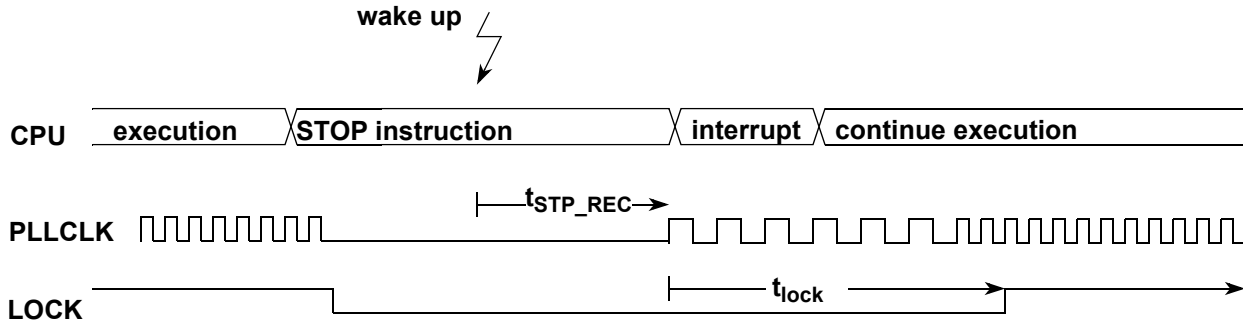 wake up
CPU execution STOP instruction interrupt continue execution
tSTP_REC
PLLCLK
tlock
LOCK